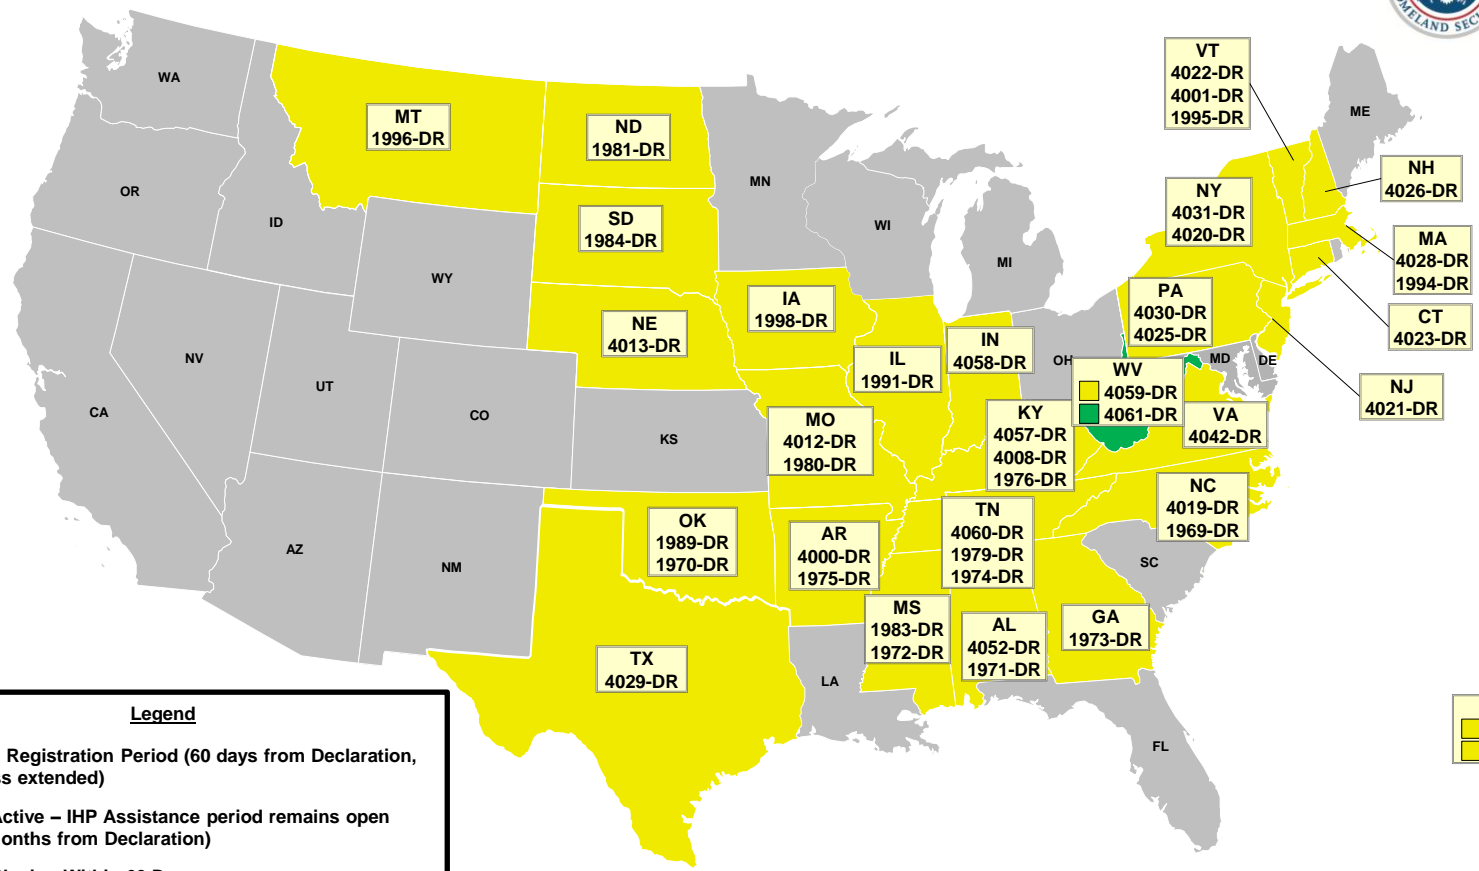 OMELAND SEC
WA
OR
CA
ID
NV
UT
AZ
WY
CO
NM
MT
1996-DR
ND
1981-DR
SD
1984-DR
NE
4013-DR
KS
OK
1989-DR
1970-DR
TX
4029-DR
MN
IA
1998-DR
MO
4012-DR
1980-DR
AR
4000-DR
1975-DR
LA
WI
IL
1991-DR
MI
IN
4058-DR
OH
KY
4057-DR
4008-DR
1976-DR
TN
4060-DR
1979-DR
1974-DR
MS
1983-DR
1972-DR
AL
4052-DR
1971-DR
GA
1973-DR
FL
SC
NC
4019-DR
1969-DR
VA
4042-DR
WV
4059-DR
4061-DR
MD
DE
PA
4030-DR
4025-DR
NY
4031-DR
4020-DR
VT
4022-DR
4001-DR
1995-DR
ME
NH
4026-DR
MA
4028-DR
1994-DR
CT
4023-DR
NJ
4021-DR
Legend
Registration Period (60 days from Declaration,
s extended)
Active – IHP Assistance period remains open
onths from Declaration)